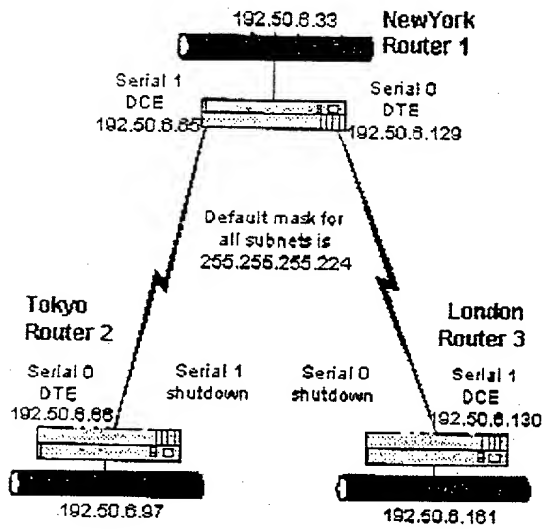 192.50.6.33
NewYork
Router 1
Serial 1
DCE
192.50.6.65
Serial 0
DTE
192.50.6.129
Default mask for
all subnets is
255.255.255.224
Tokyo
Router 2
London
Router 3
Serial 0
DTE
192.50.6.66
Serial 1
shutdown
Serial 0
shutdown
Serial 1
DCE
192.50.6.130
192.50.6.97
192.50.6.161